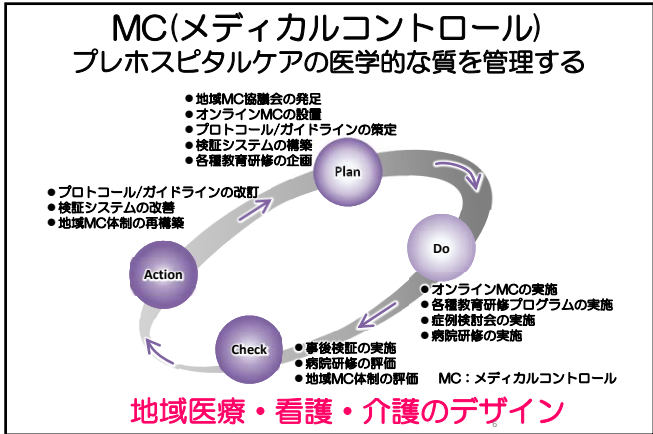 MC(メディカルコントロール)
プレホスピタルケアの医学的な質を管理する
● 地域MC協議会の発足
● オンラインMCの設置
● プロトコール/ガイドラインの策定
● 検証システムの構築
● 各種教育研修の企画
Plan
● プロトコール/ガイドラインの改訂
● 検証システムの改善
● 地域MC体制の再構築
Do
Action
● オンラインMCの実施
● 各種教育研修プログラムの実施
● 症例検討会の実施
● 病院研修の実施
Check
● 事後検証の実施
● 病院研修の評価
● 地域MC体制の評価
MC：メディカルコントロール
地域医療・看護・介護のデザイン